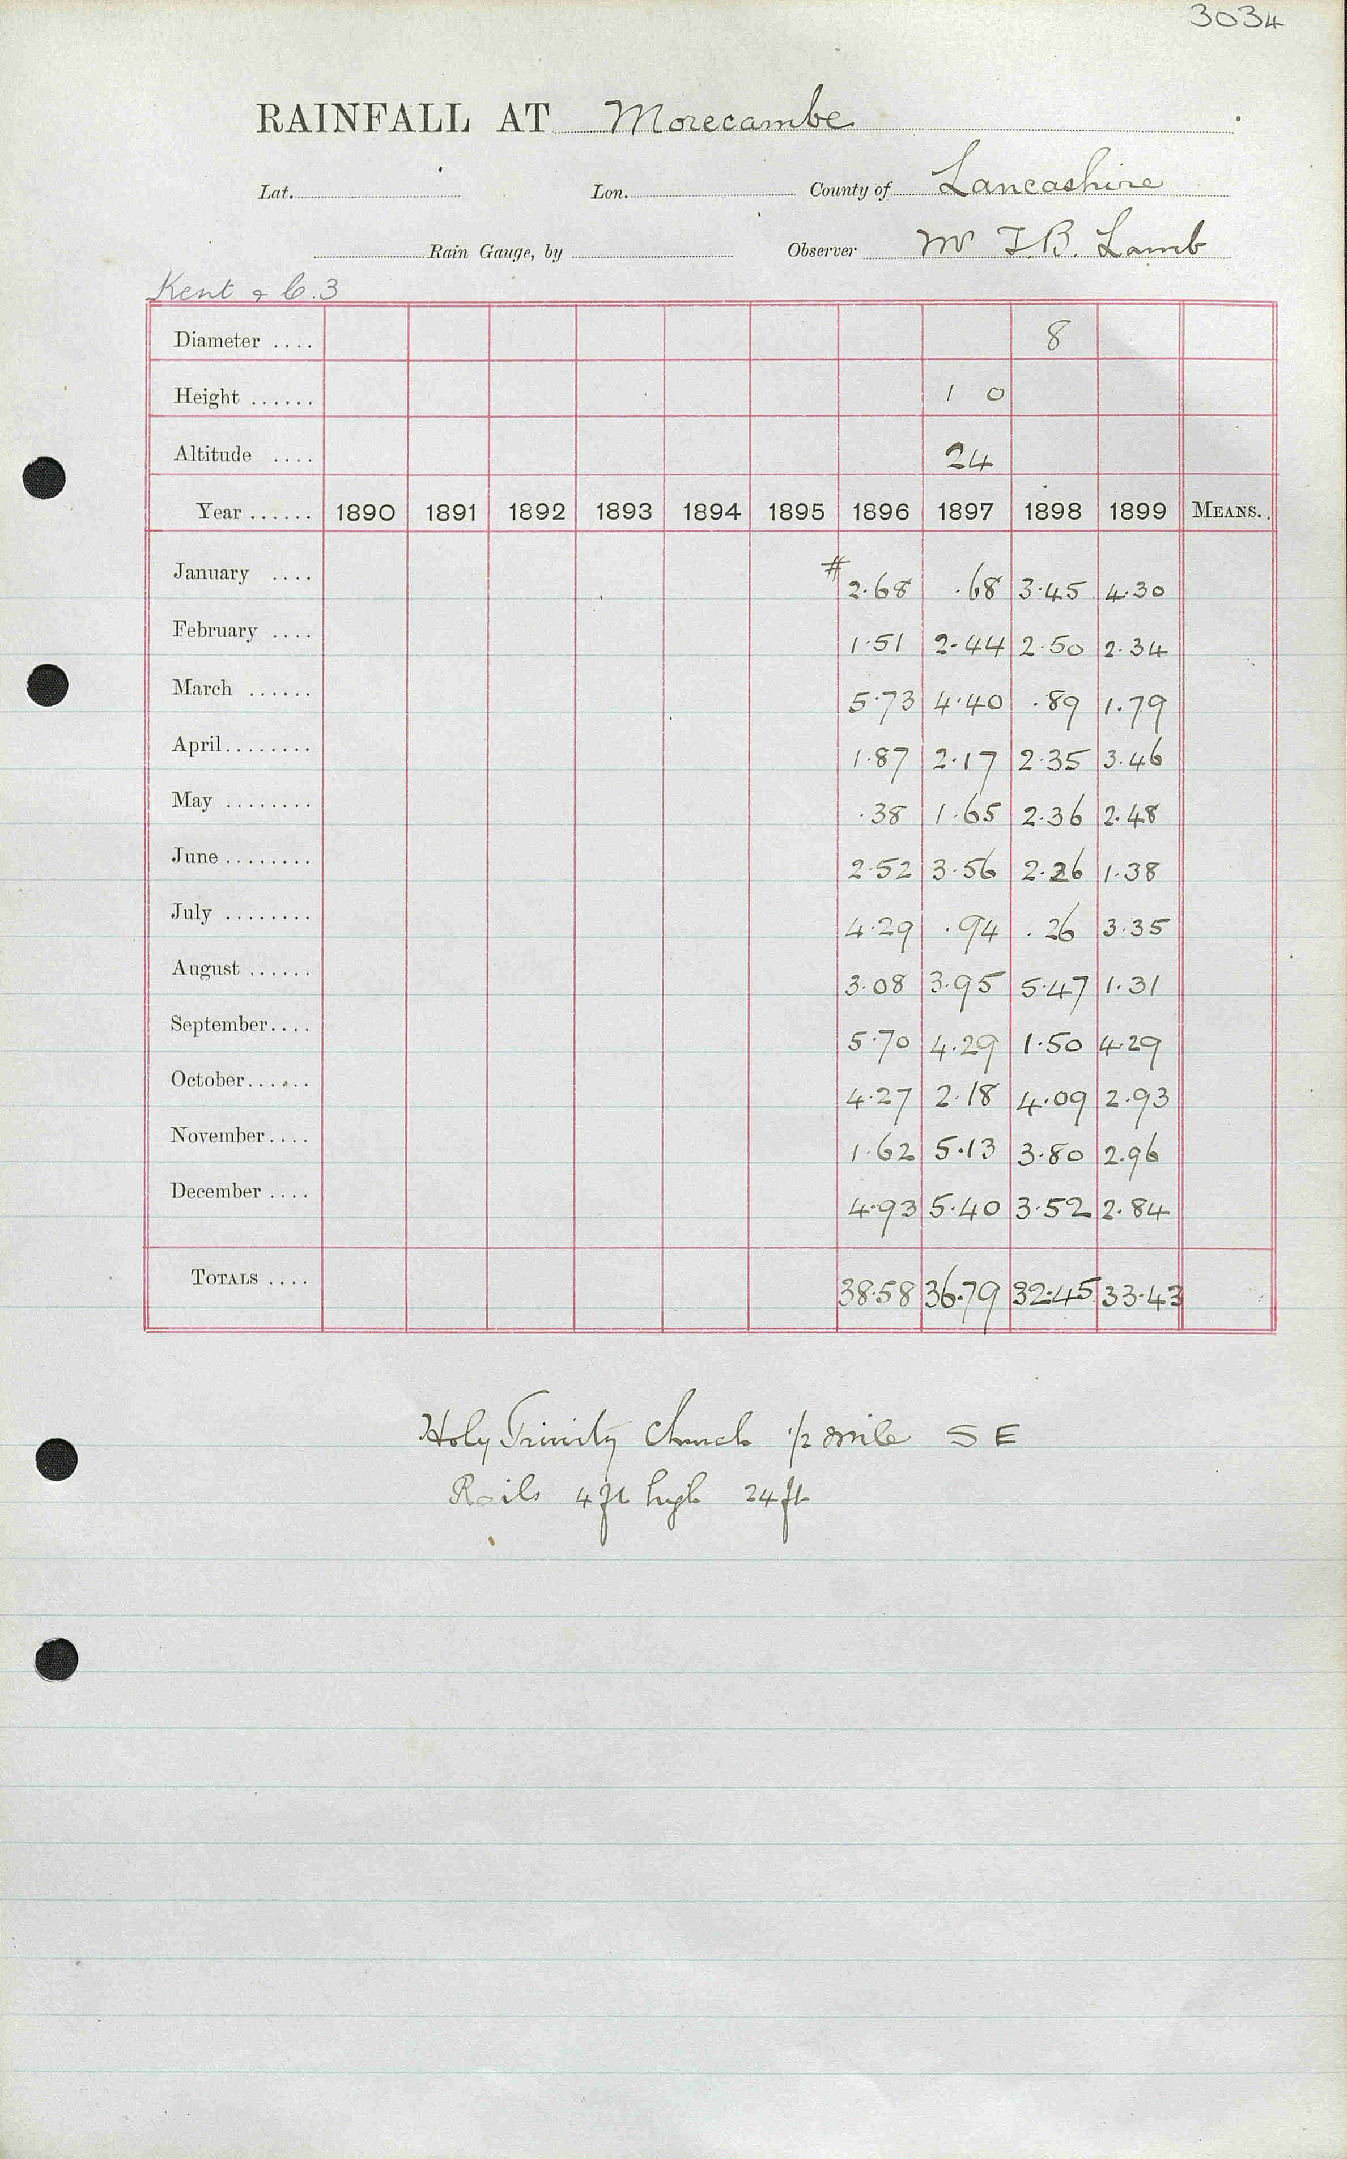 3034
RAINFALL AT Morecambe
Lat. Lon. County of Lancashire
Rain Gauge, by Observer Mr T.B. Lamb
Kent & C.3
Diameter .... 8
Height ...... 1 0
Altitude .... 24
Year ...... 1890 1891 1892 1893 1894 1895 1896 1897 1898 1899 MEANS.
January .... # 2.68 .68 3.45 4.30
February .... 1.51 2.44 2.50 2.34
March ...... 5.73 4.40 .89 1.79
April ........ 1.87 2.17 2.35 3.46
May ........ .38 1.65 2.36 2.48
June ........ 2.52 3.56 2.26 1.38
July ........ 4.29 .94 .26 3.35
August ...... 3.08 3.95 5.47 1.31
September .... 5.70 4.29 1.50 4.29
October ...... 4.27 2.18 4.09 2.93
November .... 1.62 5.13 3.80 2.96
December .... 4.93 5.40 3.52 2.84
TOTALS .... 38.58 36.79 32.45 33.43
Holy Trinity Church 1/2 mile S E
Rails 4 ft high 24 ft